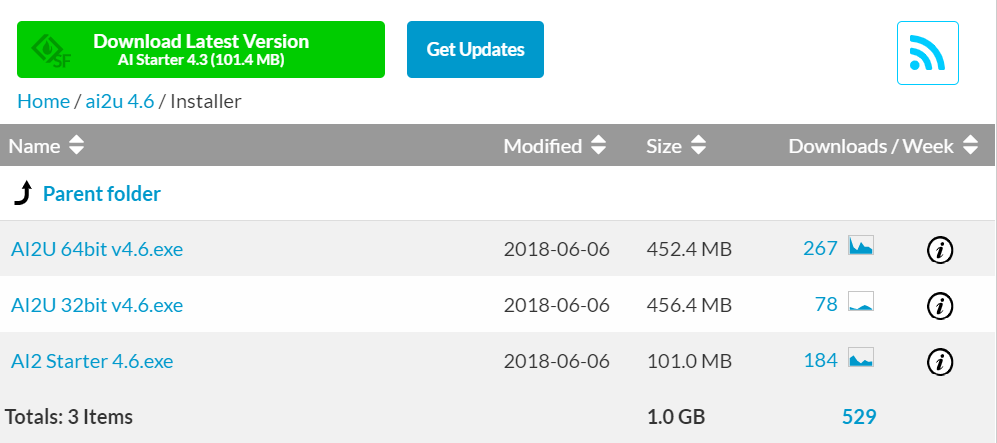 Download Latest Version
AI Starter 4.3 (101.4 MB)
SF
Get Updates
Home / ai2u 4.6 / Installer
Name Modified Size Downloads / Week
Parent folder
AI2U 64bit v4.6.exe 2018-06-06 452.4 MB 267 i
AI2U 32bit v4.6.exe 2018-06-06 456.4 MB 78 i
AI2 Starter 4.6.exe 2018-06-06 101.0 MB 184 i
Totals: 3 Items 1.0 GB 529